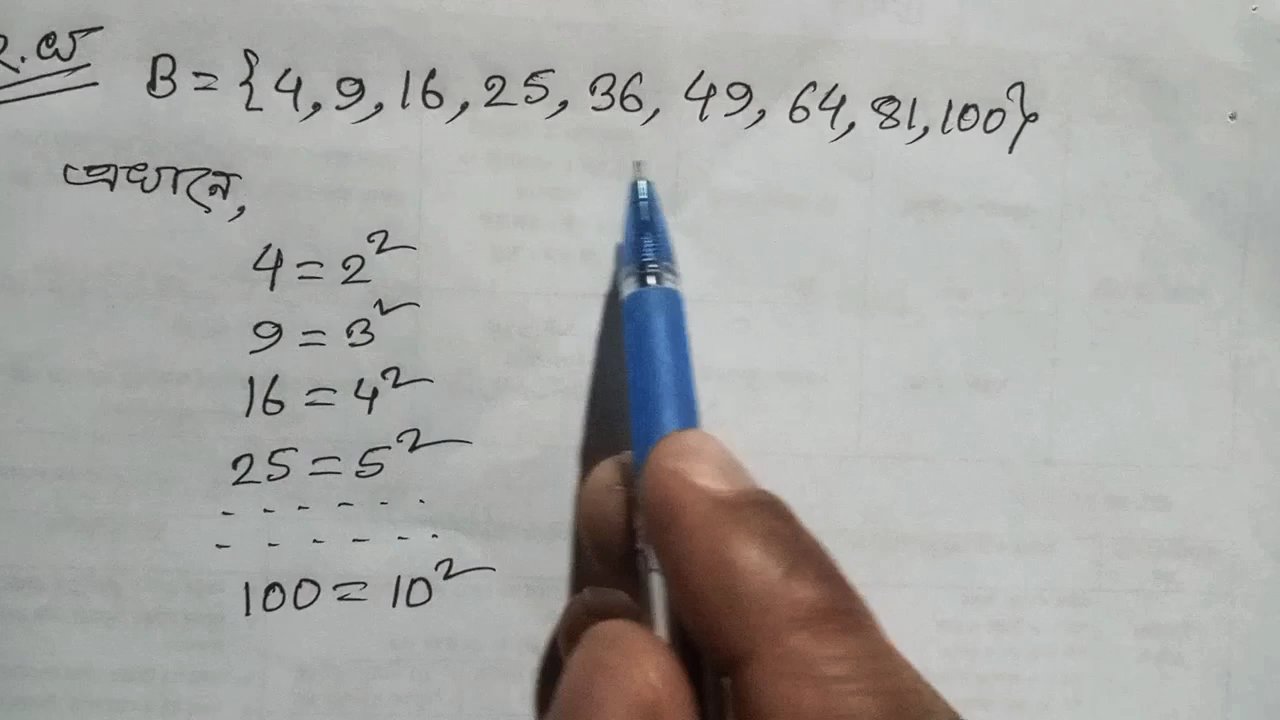 B = {4, 9, 16, 25, 36, 49, 64, 81, 100}
এখানে,
4 = 2²
9 = 3²
16 = 4²
25 = 5²
- - - - - -
- - - - - -
100 = 10²